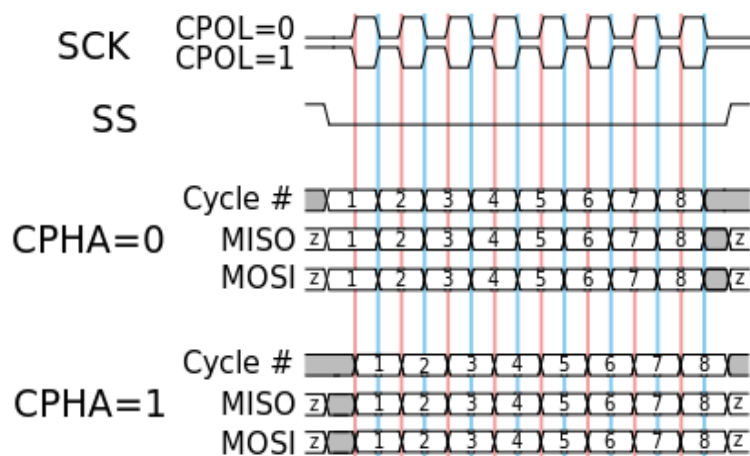 CPOL=0
SCK CPOL=1
SS
Cycle # 1 2 3 4 5 6 7 8
CPHA=0 MISO z 1 2 3 4 5 6 7 8 z
MOSI z 1 2 3 4 5 6 7 8 z
Cycle # 1 2 3 4 5 6 7 8
CPHA=1 MISO z 1 2 3 4 5 6 7 8 z
MOSI z 1 2 3 4 5 6 7 8 z